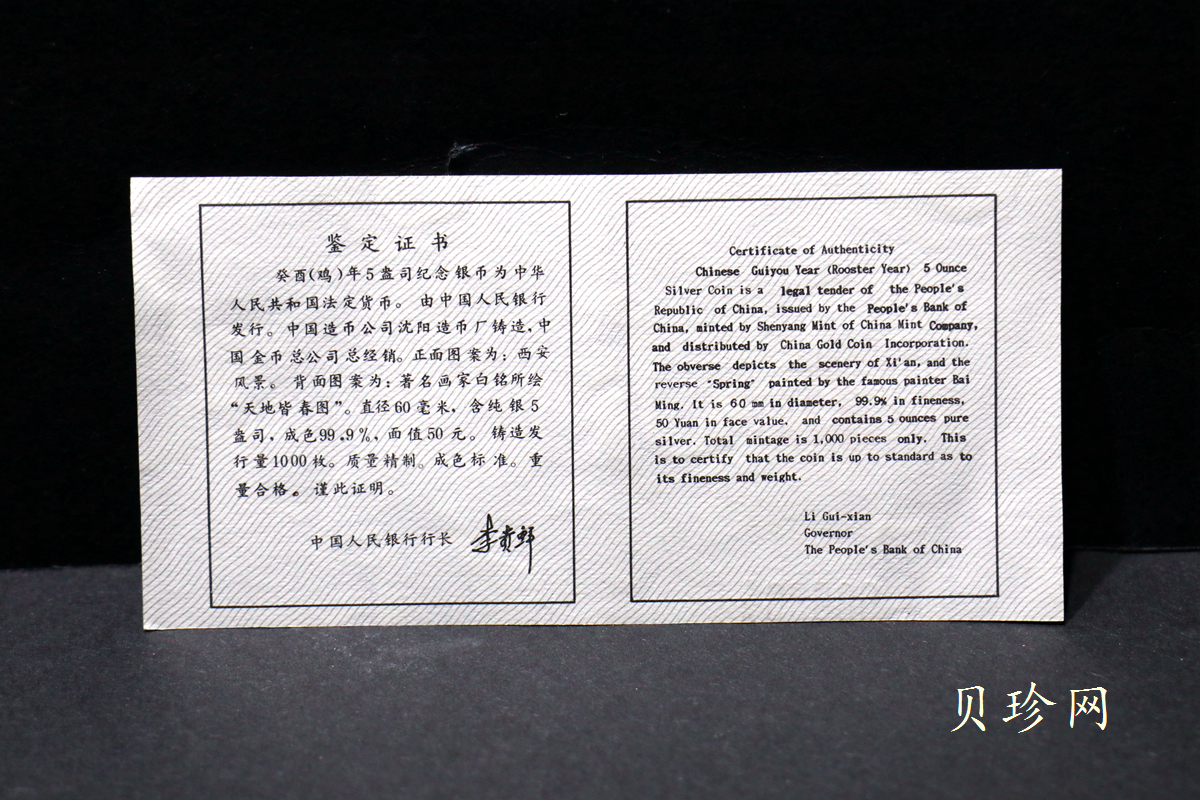 鉴定证书
癸酉(鸡)年5盎司纪念银币为中华
人民共和国法定货币。由中国人民银行
发行。中国造币公司沈阳造币厂铸造,中
国金币总公司总经销。正面图案为:西安
风景。背面图案为:著名画家白铭所绘
“天地皆春图”。直径60毫米,含纯银5
盎司,成色99.9%,面值50元。铸造发
行量1000枚。质量精制。成色标准。重
量合格。谨此证明。
中国人民银行行长 李贵鲜
Certificate of Authenticity
Chinese Guiyou Year (Rooster Year) 5 Ounce
Silver Coin is a legal tender of the People's
Republic of China, issued by the People's Bank of
China, minted by Shenyang Mint of China Mint Company,
and distributed by China Gold Coin Incorporation.
The obverse depicts the scenery of Xi'an, and the
reverse "Spring" painted by the famous painter Bai
Ming. It is 60 mm in diameter, 99.9% in fineness,
50 Yuan in face value, and contains 5 ounces pure
silver. Total mintage is 1,000 pieces only. This
is to certify that the coin is up to standard as to
its fineness and weight.
Li Gui-xian
Governor
The People's Bank of China
贝珍网